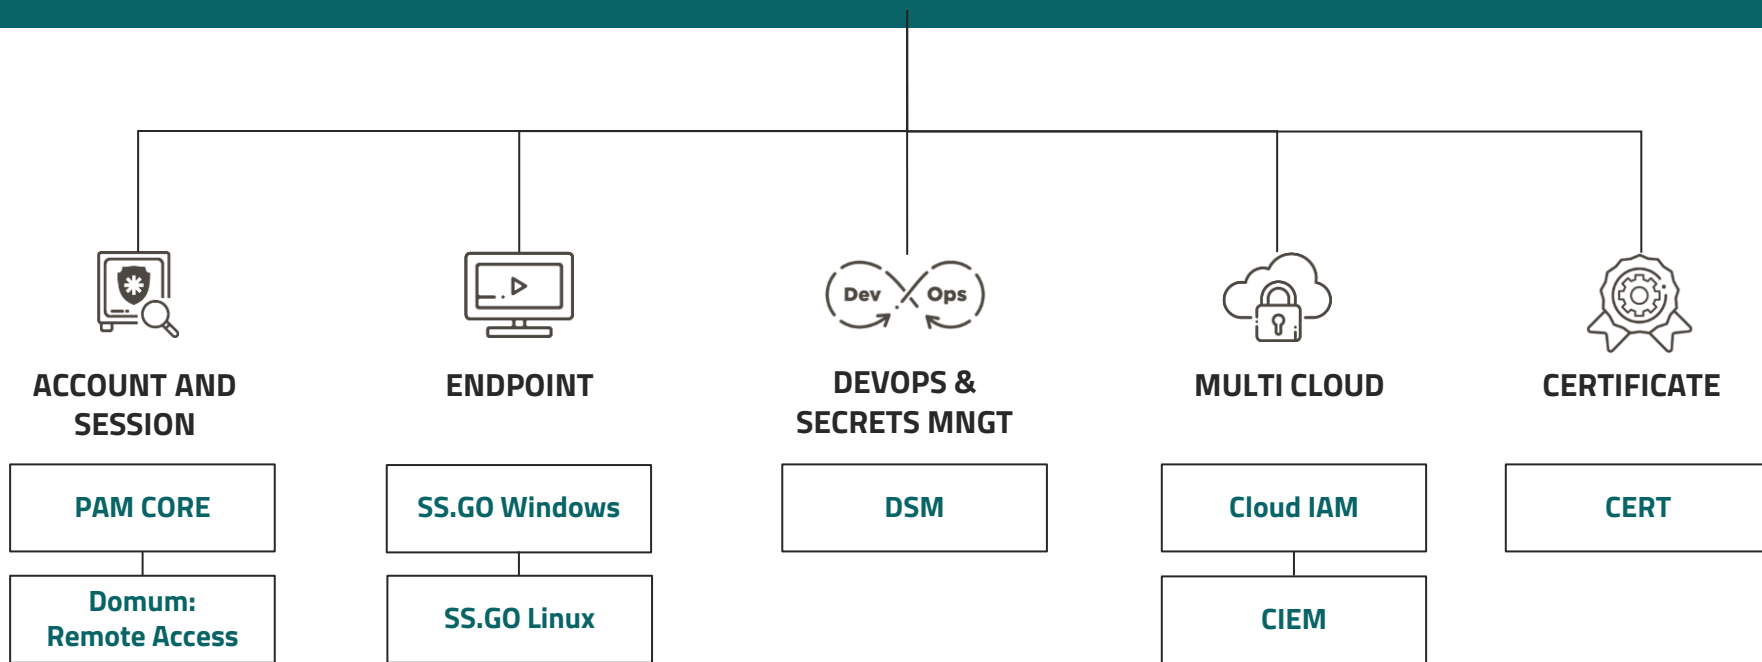 Dev
Ops
ACCOUNT AND
SESSION
ENDPOINT
DEVOPS &
SECRETS MNGT
MULTI CLOUD
CERTIFICATE
PAM CORE
SS.GO Windows
DSM
Cloud IAM
CERT
Domum:
Remote Access
SS.GO Linux
CIEM